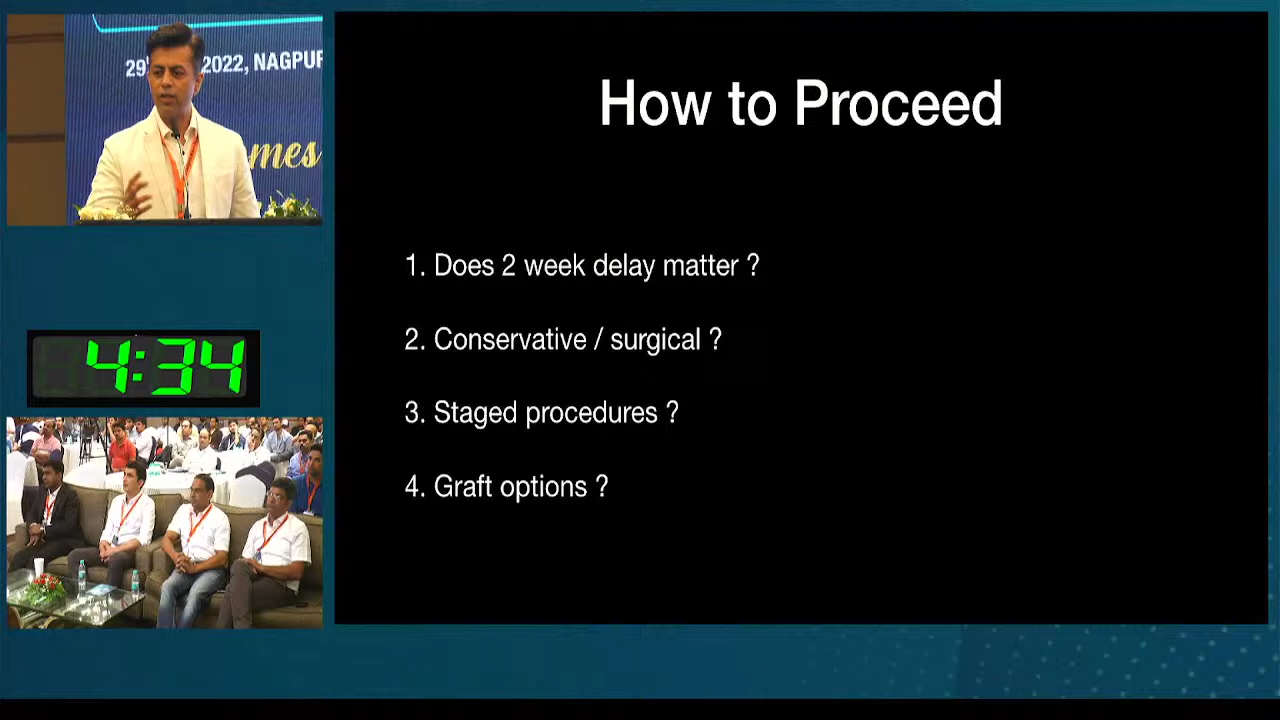 2022, NAGPUR
How to Proceed
1. Does 2 week delay matter ?
2. Conservative / surgical ?
4:34
3. Staged procedures ?
4. Graft options ?